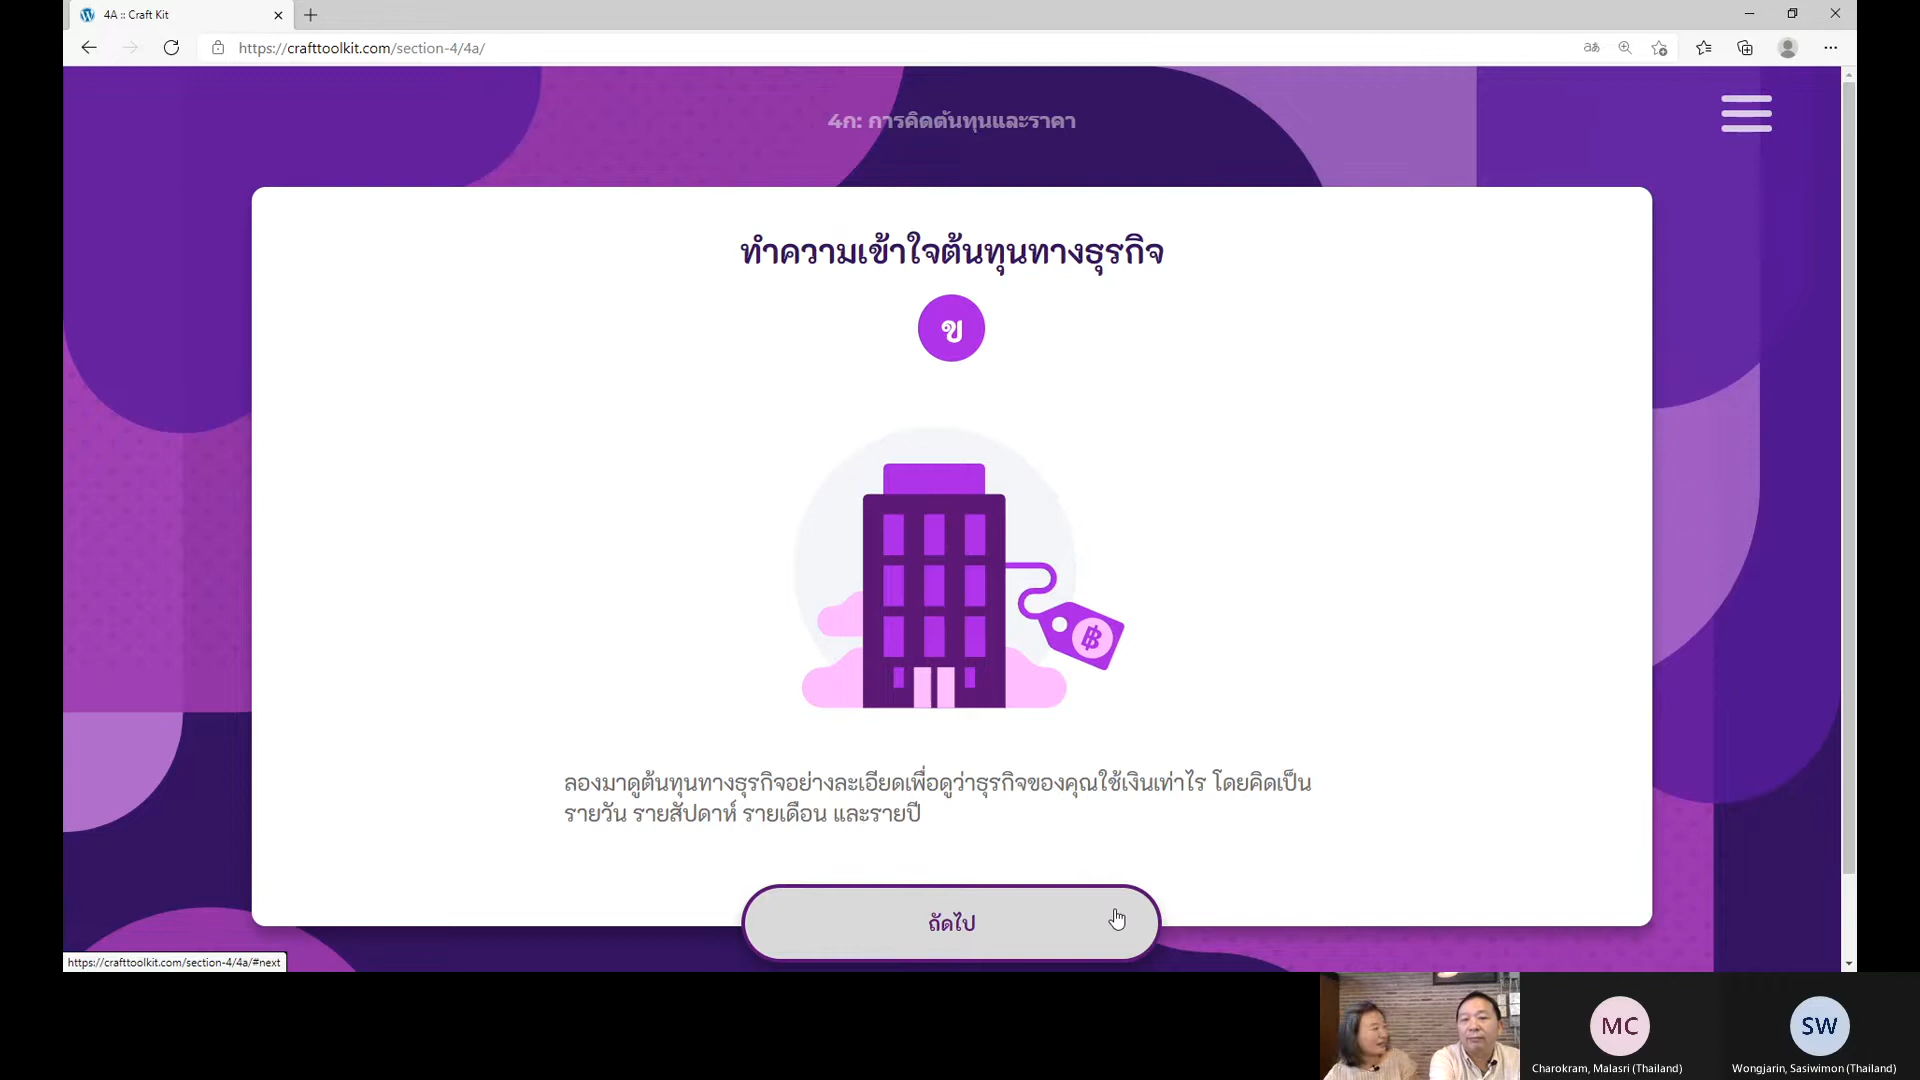 4A :: Craft Kit
https://crafttoolkit.com/section-4/4a/
4ก: การคิดต้นทุนและราคา
ทำความเข้าใจต้นทุนทางธุรกิจ
ข
฿
ลองมาดูต้นทุนทางธุรกิจอย่างละเอียดเพื่อดูว่าธุรกิจของคุณใช้เงินเท่าไร โดยคิดเป็น
รายวัน รายสัปดาห์ รายเดือน และรายปี
ถัดไป
https://crafttoolkit.com/section-4/4a/#next
MC
SW
Charokram, Malasri (Thailand)
Wongjarin, Sasiwimon (Thailand)